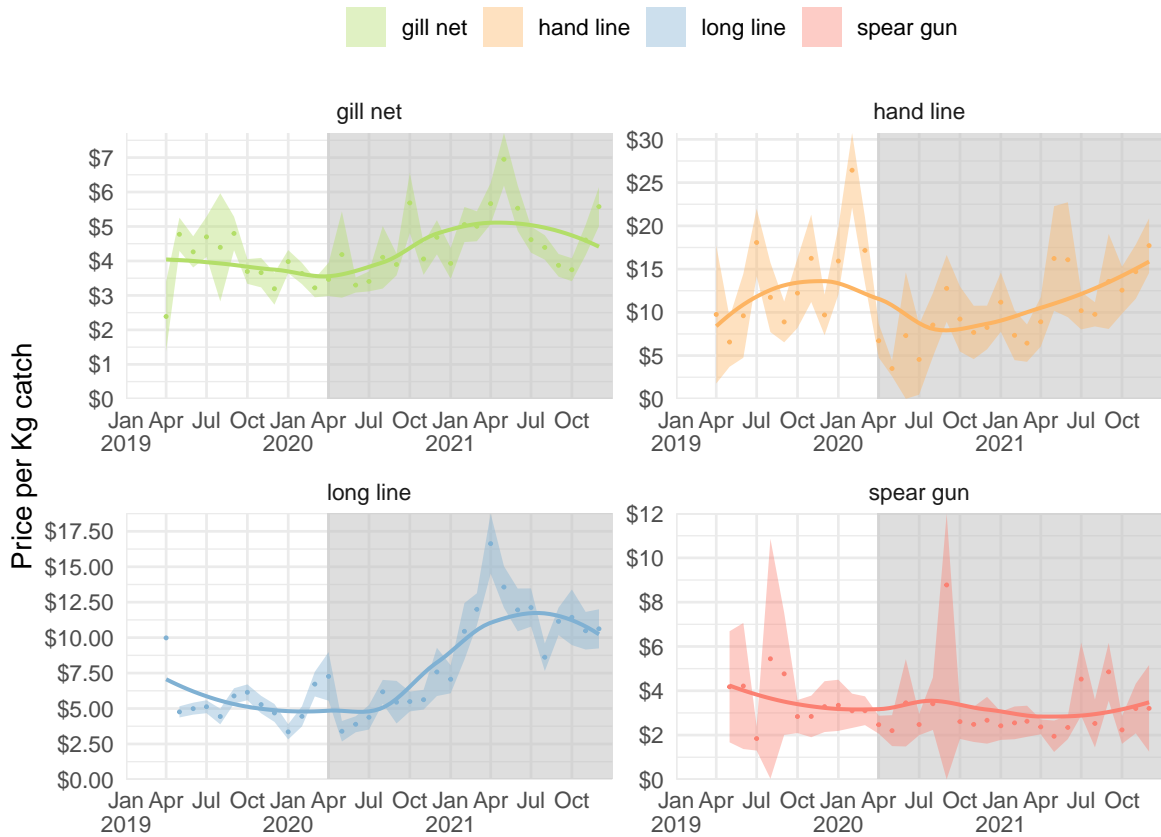 gill net hand line long line spear gun
Price per Kg catch
gill net
$7
$6
$5
$4
$3
$2
$1
$0
Jan Apr Jul Oct Jan Apr Jul Oct Jan Apr Jul Oct
2019 2020 2021
hand line
$30
$25
$20
$15
$10
$5
$0
Jan Apr Jul Oct Jan Apr Jul Oct Jan Apr Jul Oct
2019 2020 2021
long line
$17.50
$15.00
$12.50
$10.00
$7.50
$5.00
$2.50
$0.00
Jan Apr Jul Oct Jan Apr Jul Oct Jan Apr Jul Oct
2019 2020 2021
spear gun
$12
$10
$8
$6
$4
$2
$0
Jan Apr Jul Oct Jan Apr Jul Oct Jan Apr Jul Oct
2019 2020 2021